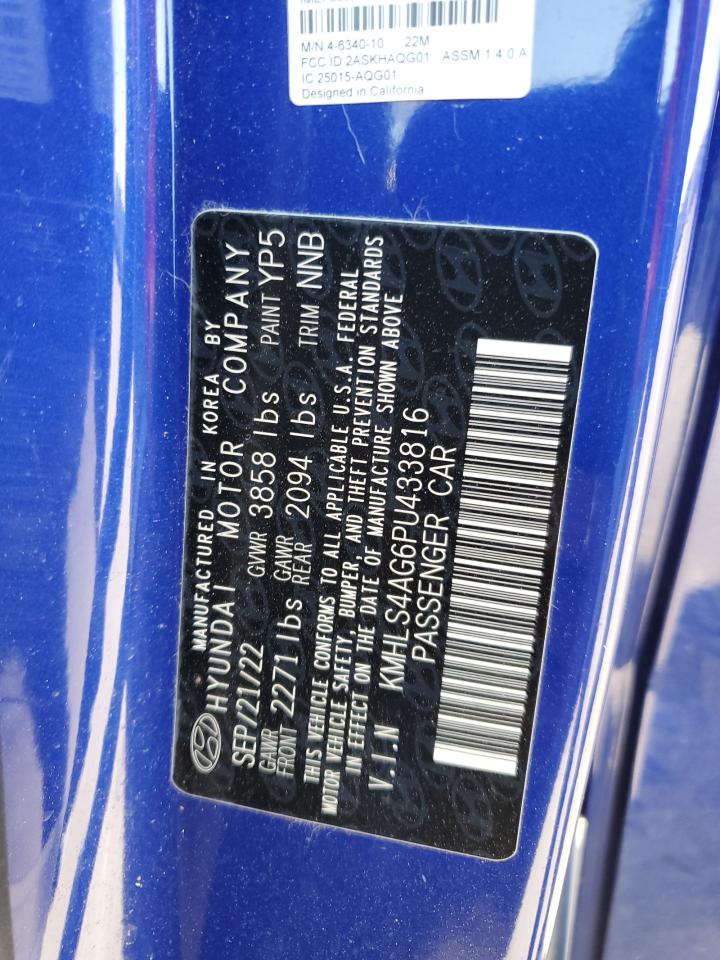 M/N 4-6340-10 22M
FCC ID 2ASKHAQG01 ASSM 1.4.0 A
IC 25015-AQG01
Designed in California
MANUFACTURED IN KOREA BY
HYUNDAI MOTOR COMPANY
SEP/21/22 GVWR 3858 lbs PAINT YP5
GAWR FRONT 2271 lbs GAWR REAR 2094 lbs TRIM NNB
THIS VEHICLE CONFORMS TO ALL APPLICABLE U.S.A. FEDERAL
MOTOR VEHICLE SAFETY, BUMPER, AND THEFT PREVENTION STANDARDS
IN EFFECT ON THE DATE OF MANUFACTURE SHOWN ABOVE
V.I.N KMHLS4AG6PU433816
PASSENGER CAR